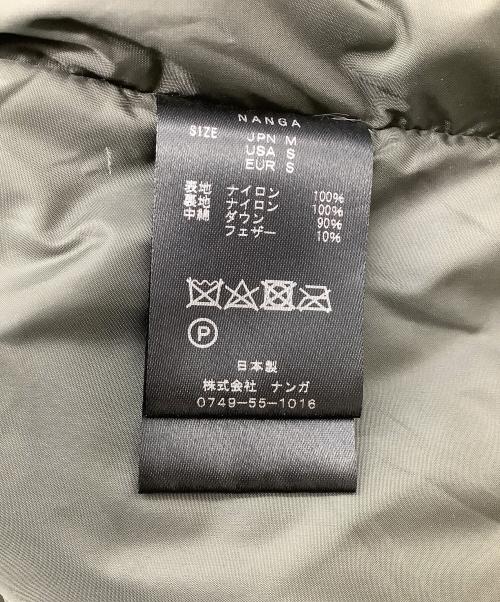 NANGA
SIZE JPN M
USA S
EUR S
表地 ナイロン 100%
裏地 ナイロン 100%
中綿 ダウン 90%
フェザー 10%
P
日本製
株式会社 ナンガ
0749-55-1016